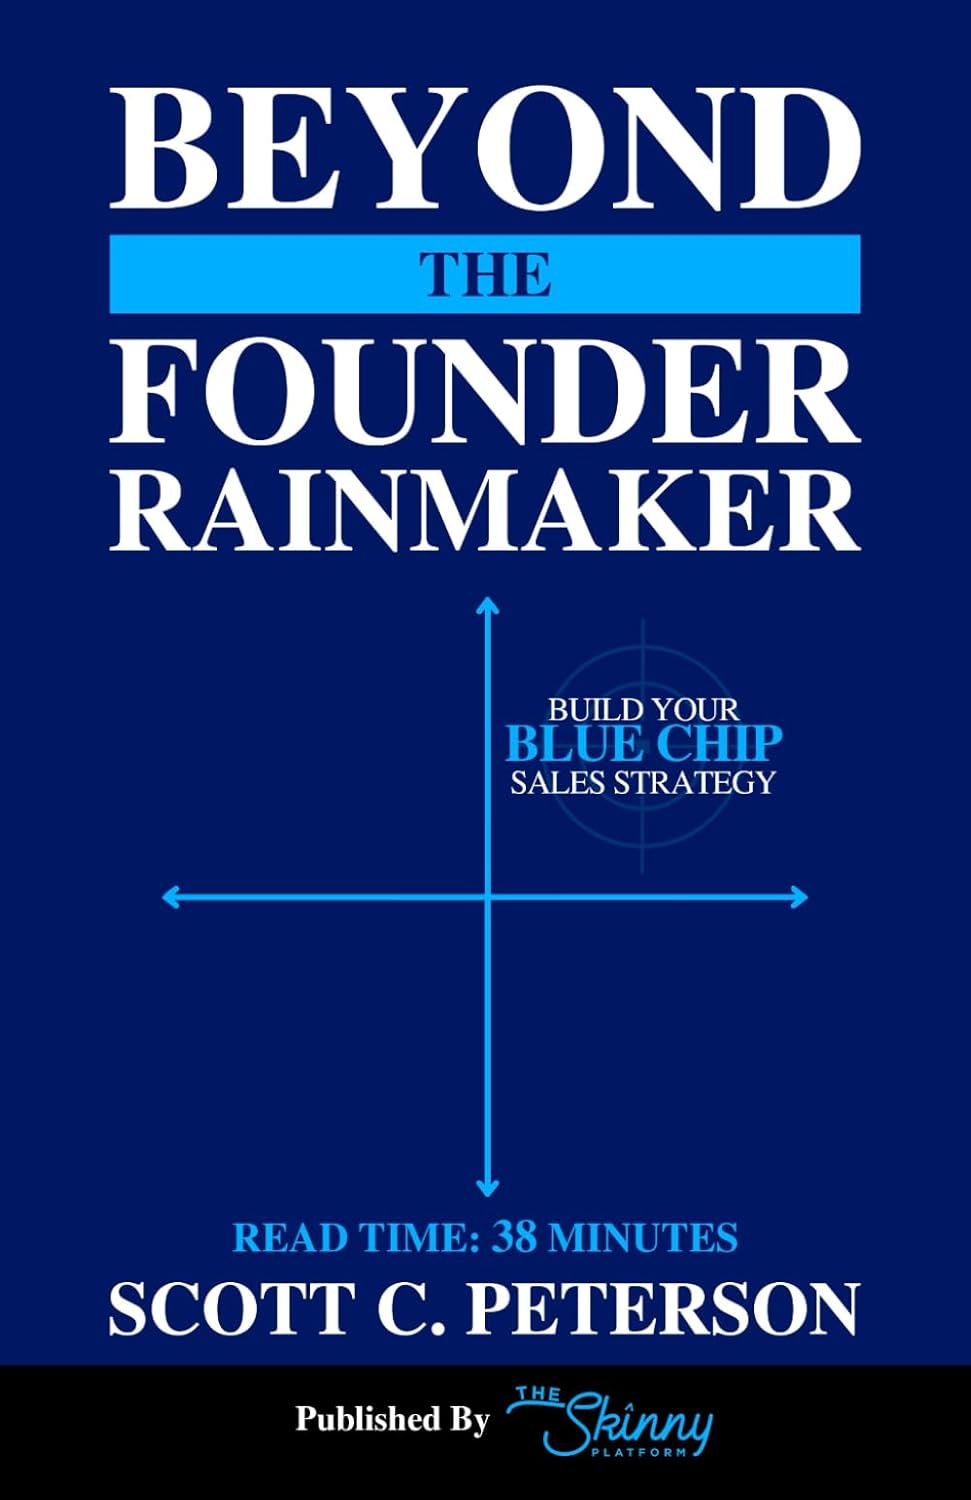 BEYOND
THE
FOUNDER
RAINMAKER
BUILD YOUR
BLUE CHIP
SALES STRATEGY
READ TIME: 38 MINUTES
SCOTT C. PETERSON
Published By THE Skînny PLATFORM